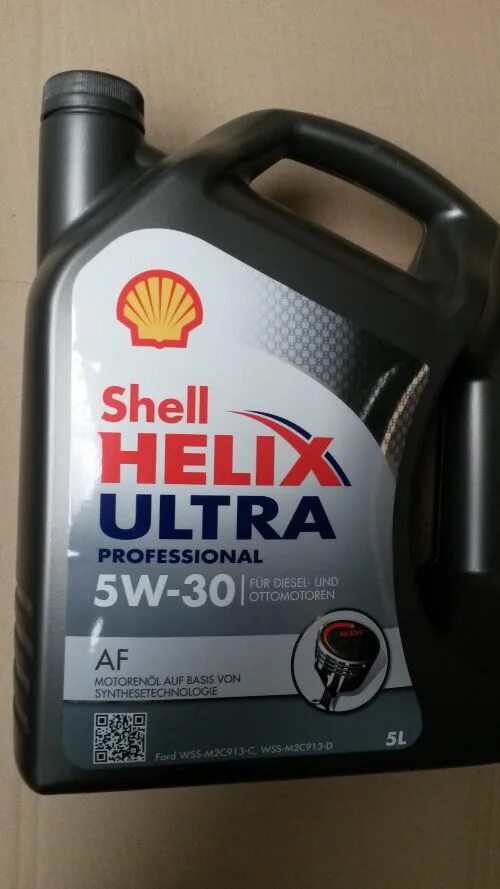 Shell
HELIX
ULTRA
PROFESSIONAL
5W-30
FÜR DIESEL- UND
OTTOMOTOREN
AKTIVE
AF
MOTORENÖL AUF BASIS VON
SYNTHESETECHNOLOGIE
Ford WSS-M2C913-C, WSS-M2C913-D
5L